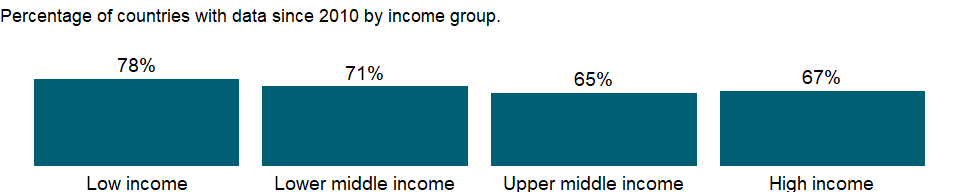 Percentage of countries with data since 2010 by income group.
78%
71%
65%
67%
Low income
Lower middle income
Upper middle income
High income